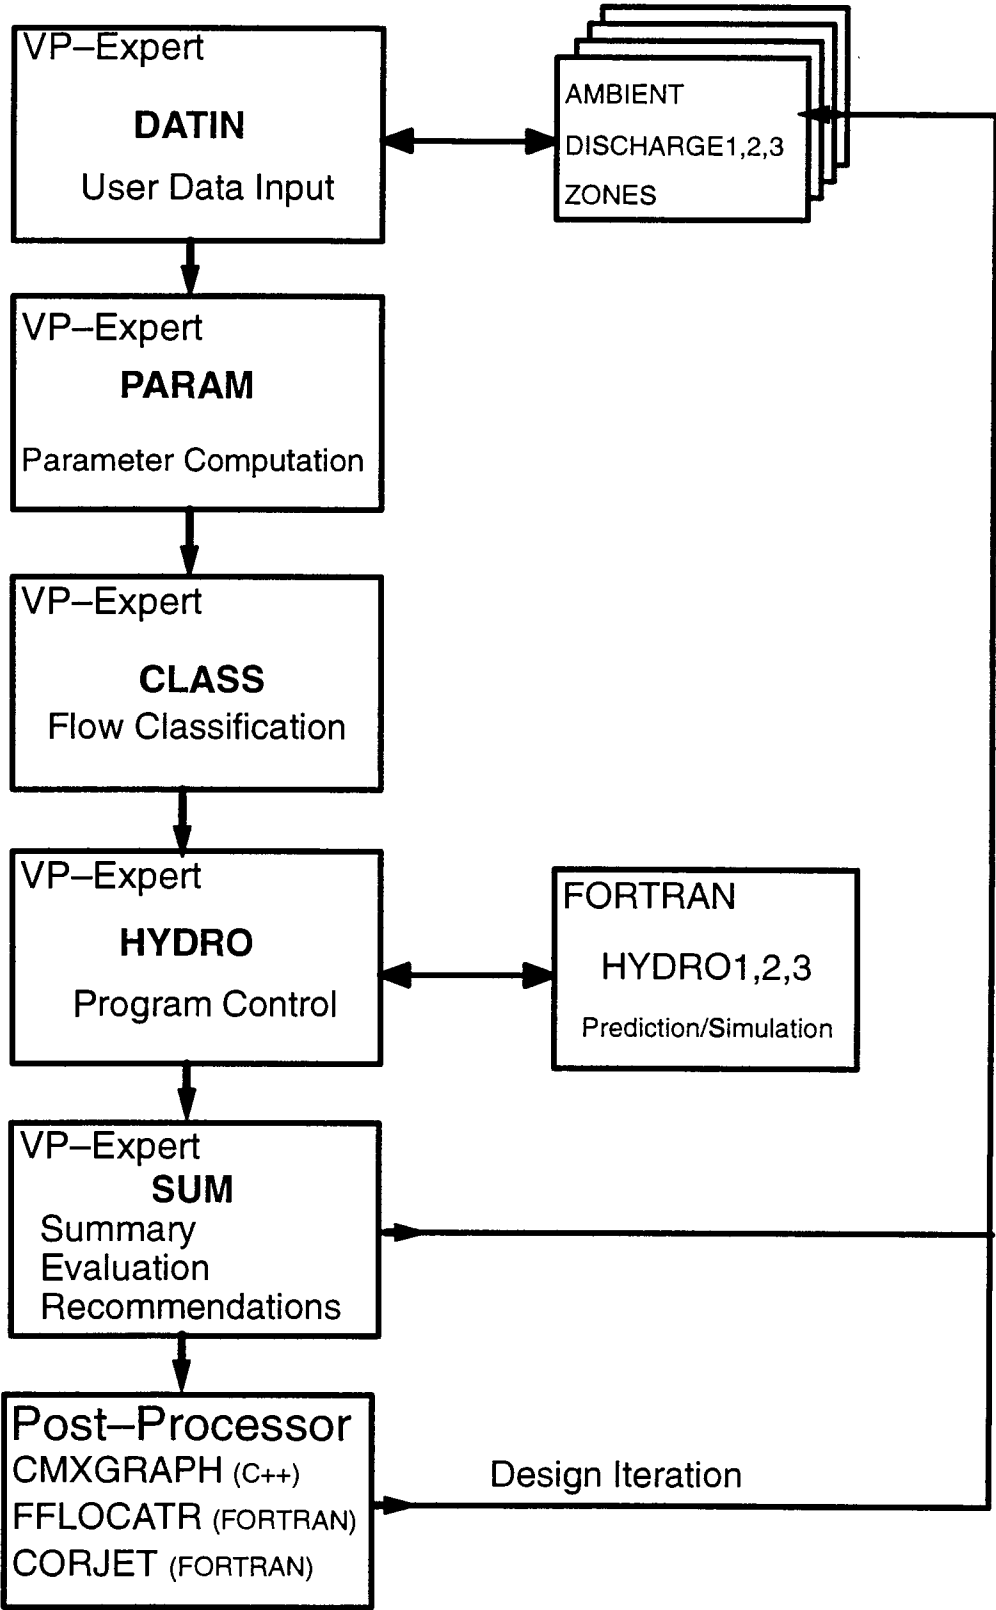 VP–Expert
DATIN
User Data Input
AMBIENT
DISCHARGE1,2,3
ZONES
VP–Expert
PARAM
Parameter Computation
VP–Expert
CLASS
Flow Classification
VP–Expert
HYDRO
Program Control
FORTRAN
HYDRO1,2,3
Prediction/Simulation
VP–Expert
SUM
Summary
Evaluation
Recommendations
Post–Processor
CMXGRAPH (C++)
FFLOCATR (FORTRAN)
CORJET (FORTRAN)
Design Iteration